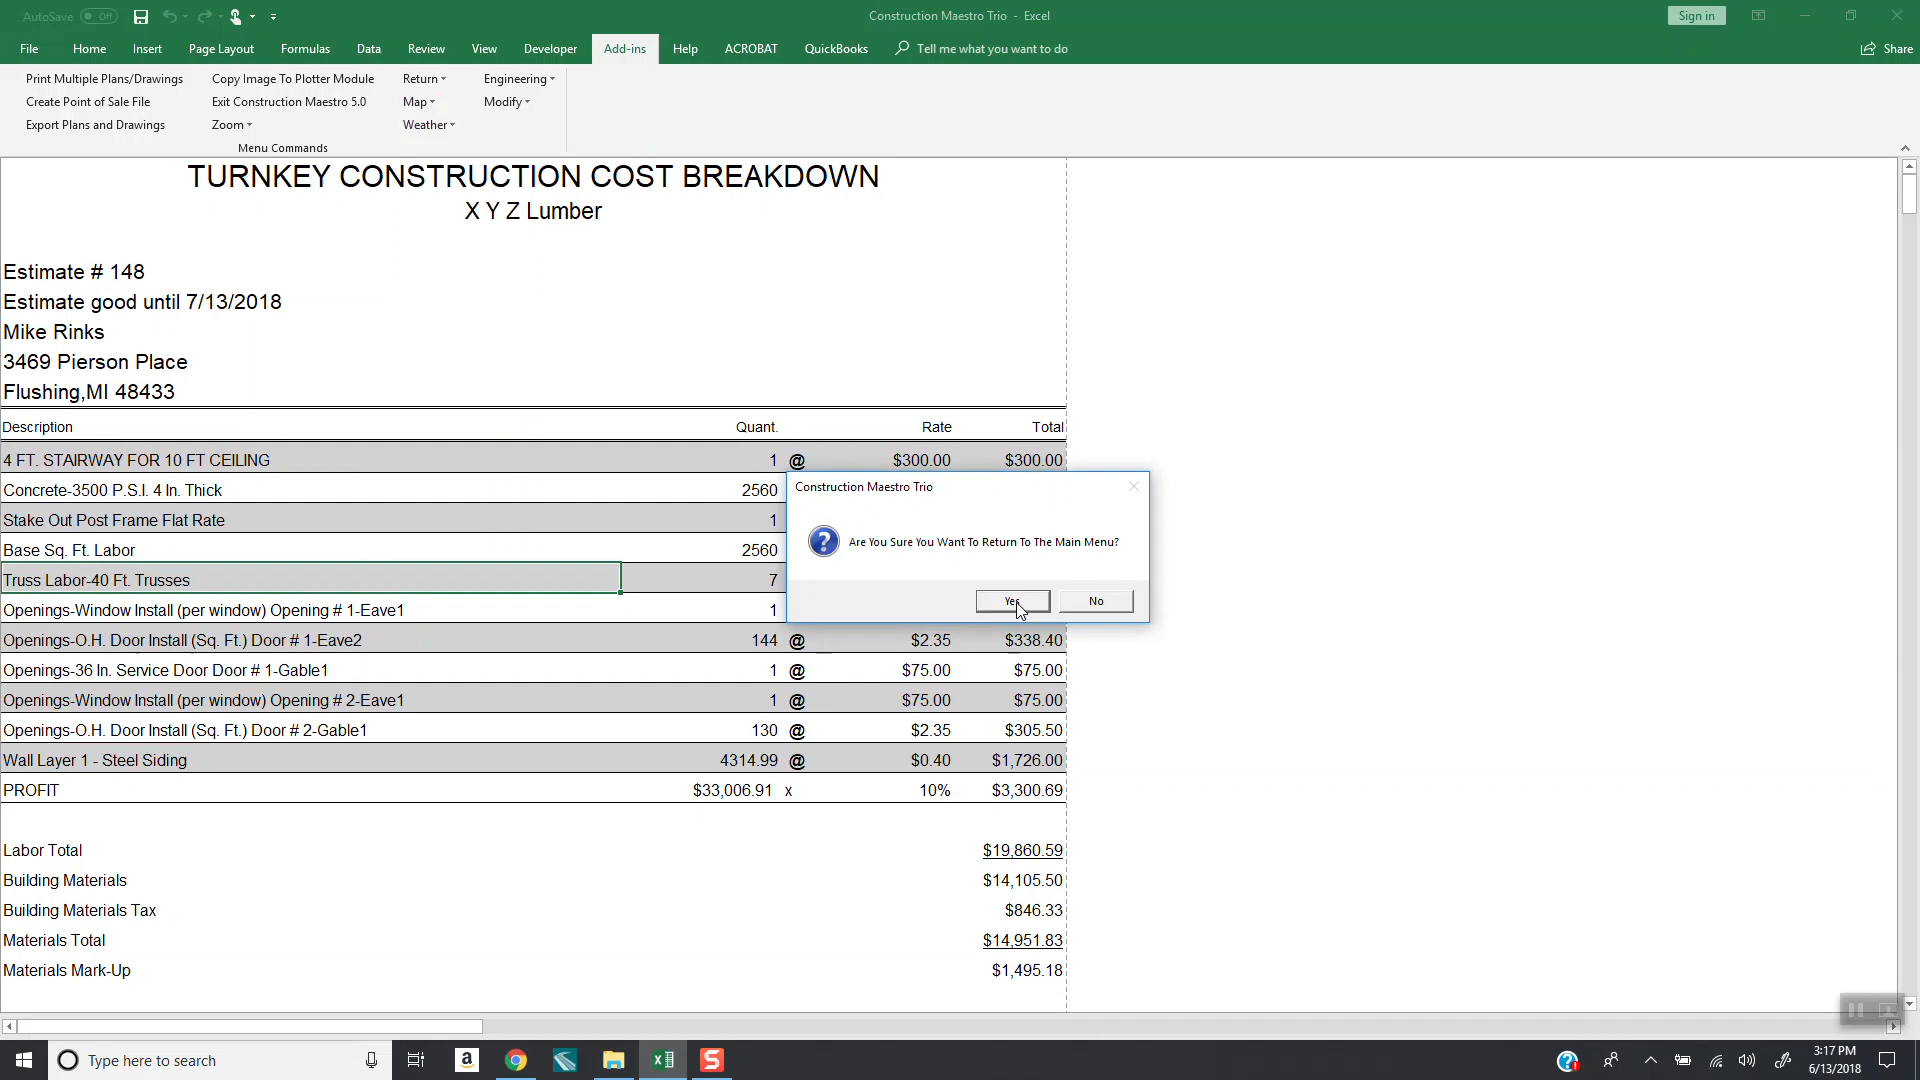 AutoSave Off
Construction Maestro Trio - Excel
Sign in
File Home Insert Page Layout Formulas Data Review View Developer Add-ins Help ACROBAT QuickBooks Tell me what you want to do Share
Print Multiple Plans/Drawings Copy Image To Plotter Module Return Engineering
Create Point of Sale File Exit Construction Maestro 5.0 Map Modify
Export Plans and Drawings Zoom Weather
Menu Commands
TURNKEY CONSTRUCTION COST BREAKDOWN
X Y Z Lumber
Estimate # 148
Estimate good until 7/13/2018
Mike Rinks
3469 Pierson Place
Flushing,MI 48433
Description Quant. Rate Total
4 FT. STAIRWAY FOR 10 FT CEILING 1 @ $300.00 $300.00
Concrete-3500 P.S.I. 4 In. Thick 2560
Stake Out Post Frame Flat Rate 1
Base Sq. Ft. Labor 2560
Truss Labor-40 Ft. Trusses 7
Openings-Window Install (per window) Opening # 1-Eave1 1
Construction Maestro Trio
Are You Sure You Want To Return To The Main Menu?
Yes No
Openings-O.H. Door Install (Sq. Ft.) Door # 1-Eave2 144 @ $2.35 $338.40
Openings-36 In. Service Door Door # 1-Gable1 1 @ $75.00 $75.00
Openings-Window Install (per window) Opening # 2-Eave1 1 @ $75.00 $75.00
Openings-O.H. Door Install (Sq. Ft.) Door # 2-Gable1 130 @ $2.35 $305.50
Wall Layer 1 - Steel Siding 4314.99 @ $0.40 $1,726.00
PROFIT $33,006.91 x 10% $3,300.69
Labor Total $19,860.59
Building Materials $14,105.50
Building Materials Tax $846.33
Materials Total $14,951.83
Materials Mark-Up $1,495.18
Type here to search
3:17 PM
6/13/2018